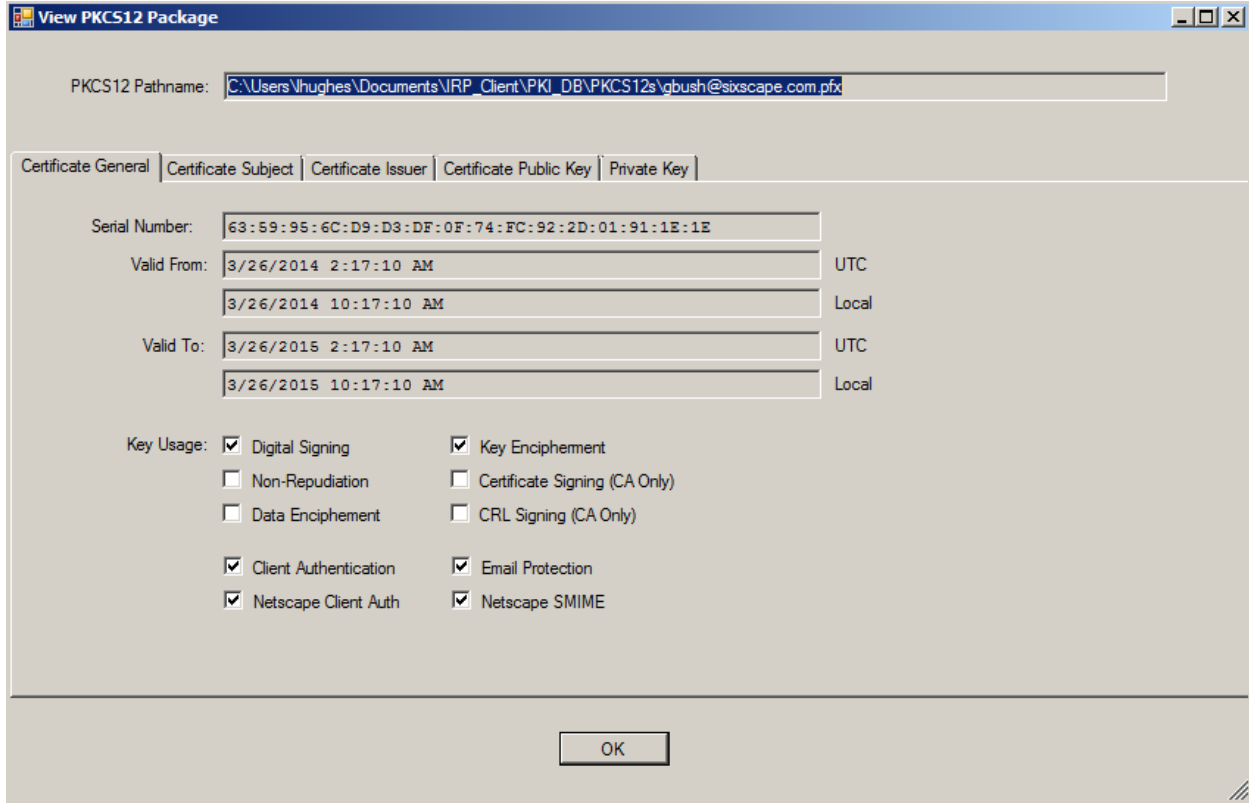 View PKCS12 Package
PKCS12 Pathname: C:\Users\lhughes\Documents\IRP_Client\PKI_DB\PKCS12s\gbush@sixscape.com.pfx
Certificate General Certificate Subject Certificate Issuer Certificate Public Key Private Key
Serial Number: 63:59:95:6C:D9:D3:DF:0F:74:FC:92:2D:01:91:1E:1E
Valid From: 3/26/2014 2:17:10 AM UTC
3/26/2014 10:17:10 AM Local
Valid To: 3/26/2015 2:17:10 AM UTC
3/26/2015 10:17:10 AM Local
Key Usage: Digital Signing Key Encipherment
Non-Repudiation Certificate Signing (CA Only)
Data Enciphement CRL Signing (CA Only)
Client Authentication Email Protection
Netscape Client Auth Netscape SMIME
OK